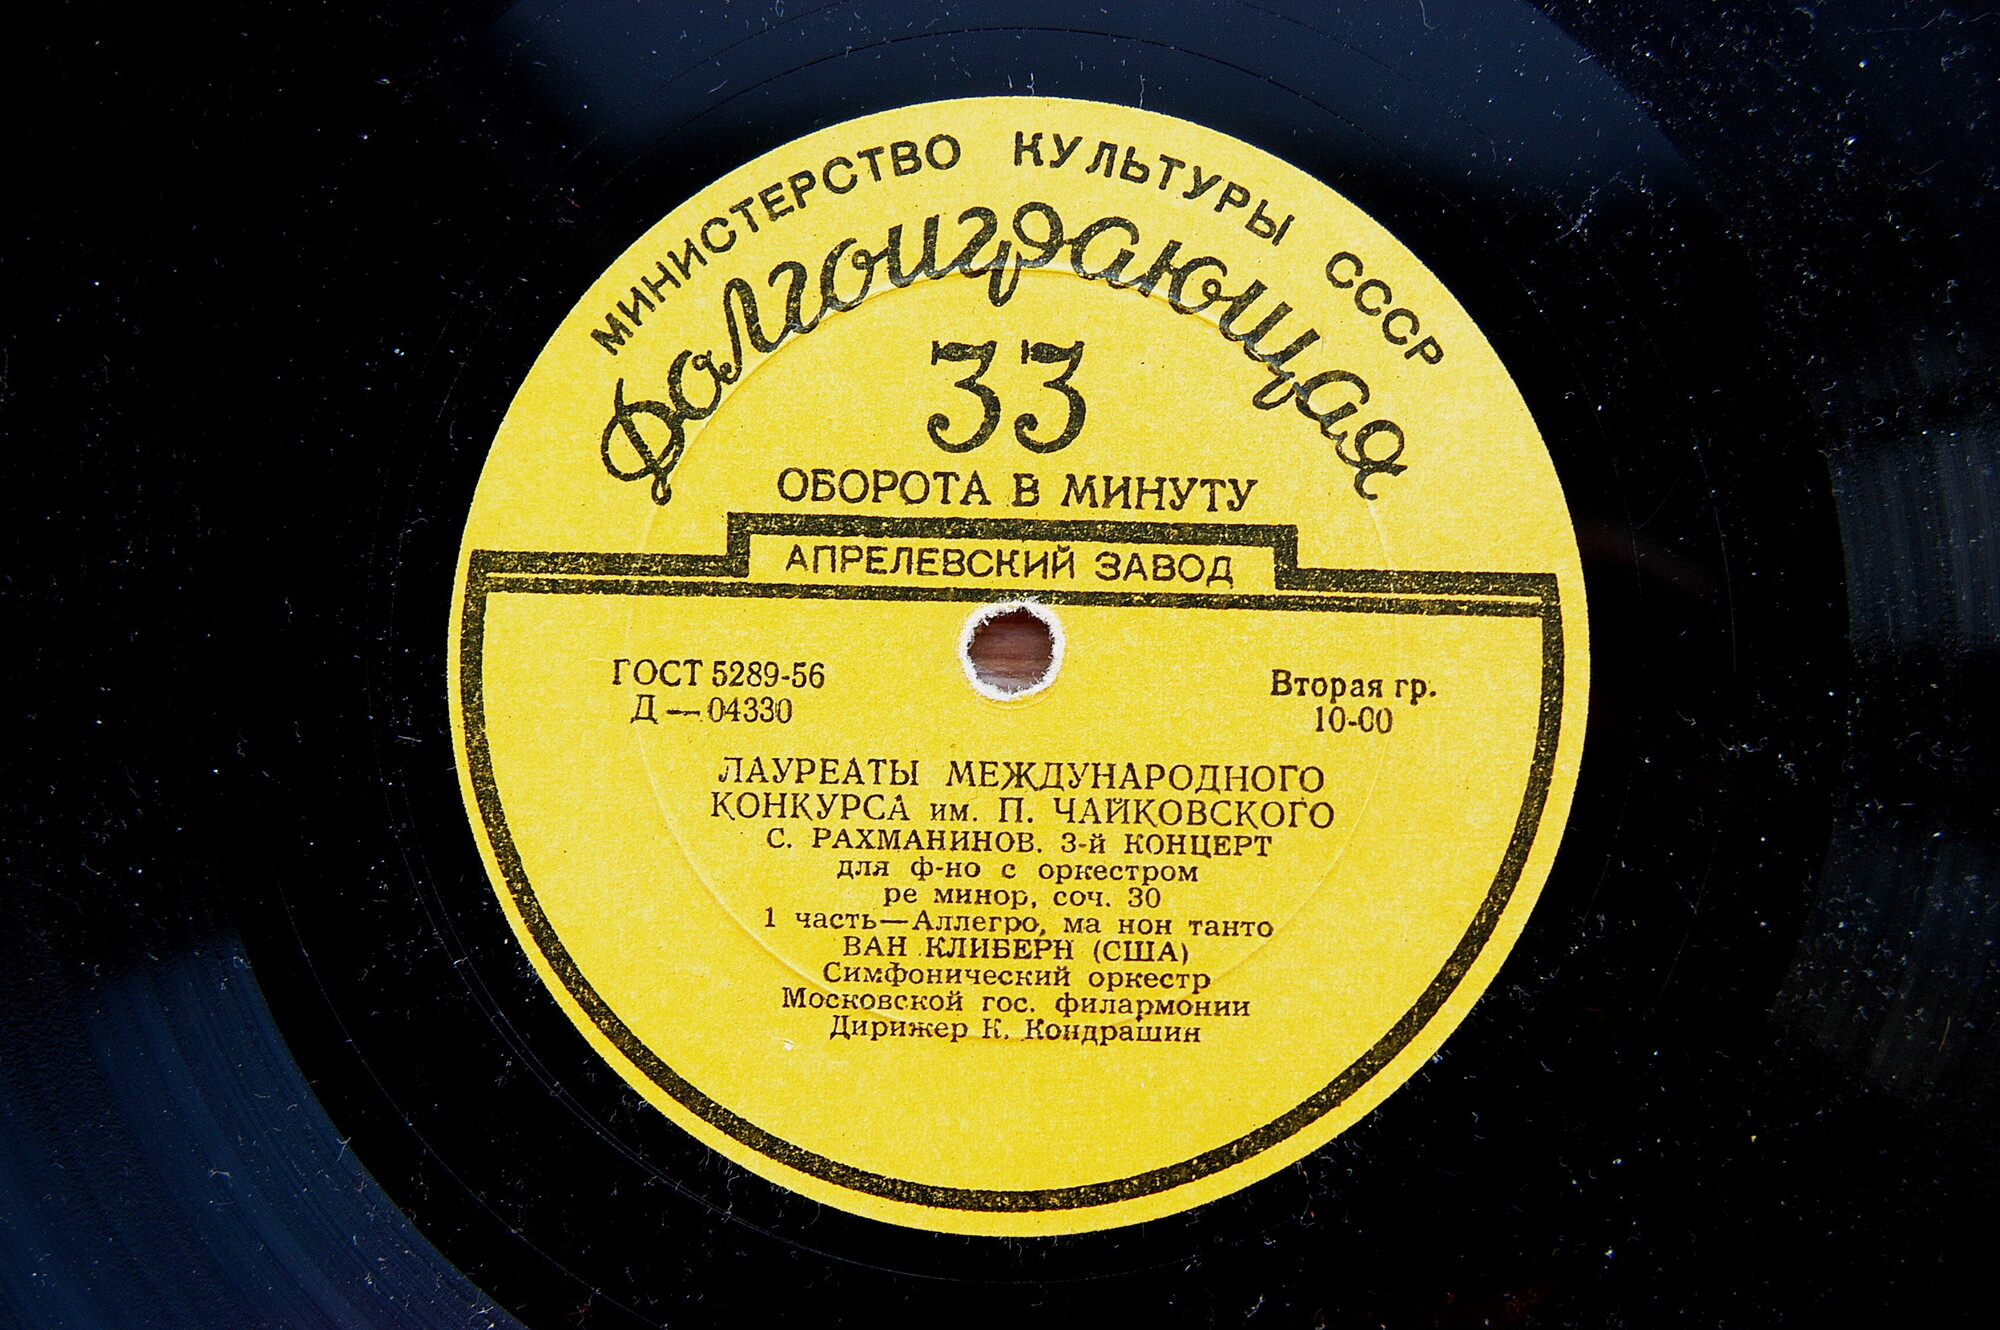 МИНИСТЕРСТВО КУЛЬТУРЫ СССР
Долгоиграющая
33
ОБОРОТА В МИНУТУ
АПРЕЛЕВСКИЙ ЗАВОД
ГОСТ 5289-56
Д — 04330
Вторая гр.
10-00
ЛАУРЕАТЫ МЕЖДУНАРОДНОГО
КОНКУРСА им. П. ЧАЙКОВСКОГО
С. РАХМАНИНОВ. 3-й КОНЦЕРТ
для ф-но с оркестром
ре минор, соч. 30
1 часть—Аллегро, ма нон танто
ВАН КЛИБЕРН (США)
Симфонический оркестр
Московской гос. филармонии
Дирижер К. Кондрашин